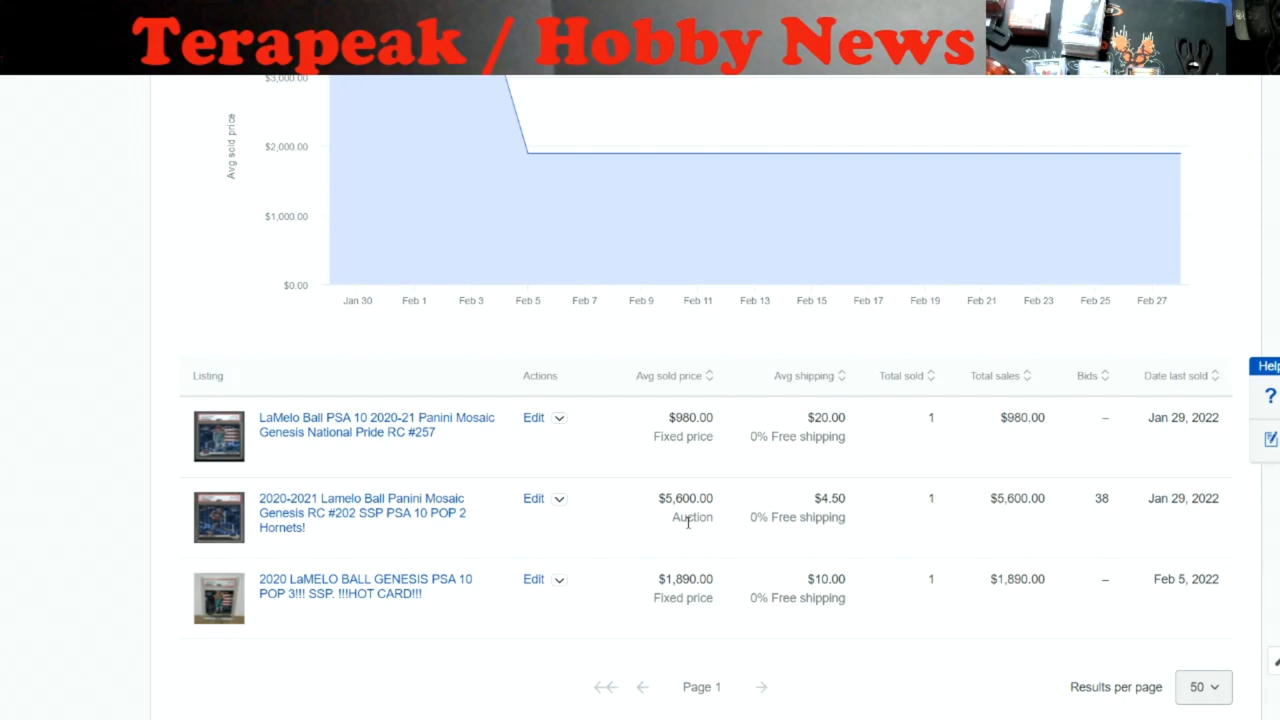 Terapeak / Hobby News
$3,000.00
Avg sold price
$2,000.00
$1,000.00
$0.00
Jan 30 Feb 1 Feb 3 Feb 5 Feb 7 Feb 9 Feb 11 Feb 13 Feb 15 Feb 17 Feb 19 Feb 21 Feb 23 Feb 25 Feb 27
Listing Actions Avg sold price Avg shipping Total sold Total sales Bids Date last sold
Help
?
LaMelo Ball PSA 10 2020-21 Panini Mosaic Edit $980.00 $20.00 1 $980.00 – Jan 29, 2022
Genesis National Pride RC #257 Fixed price 0% Free shipping
2020-2021 Lamelo Ball Panini Mosaic Edit $5,600.00 $4.50 1 $5,600.00 38 Jan 29, 2022
Genesis RC #202 SSP PSA 10 POP 2 Auction 0% Free shipping
Hornets!
2020 LaMELO BALL GENESIS PSA 10 Edit $1,890.00 $10.00 1 $1,890.00 – Feb 5, 2022
POP 3!!! SSP. !!!HOT CARD!!! Fixed price 0% Free shipping
Page 1 Results per page 50